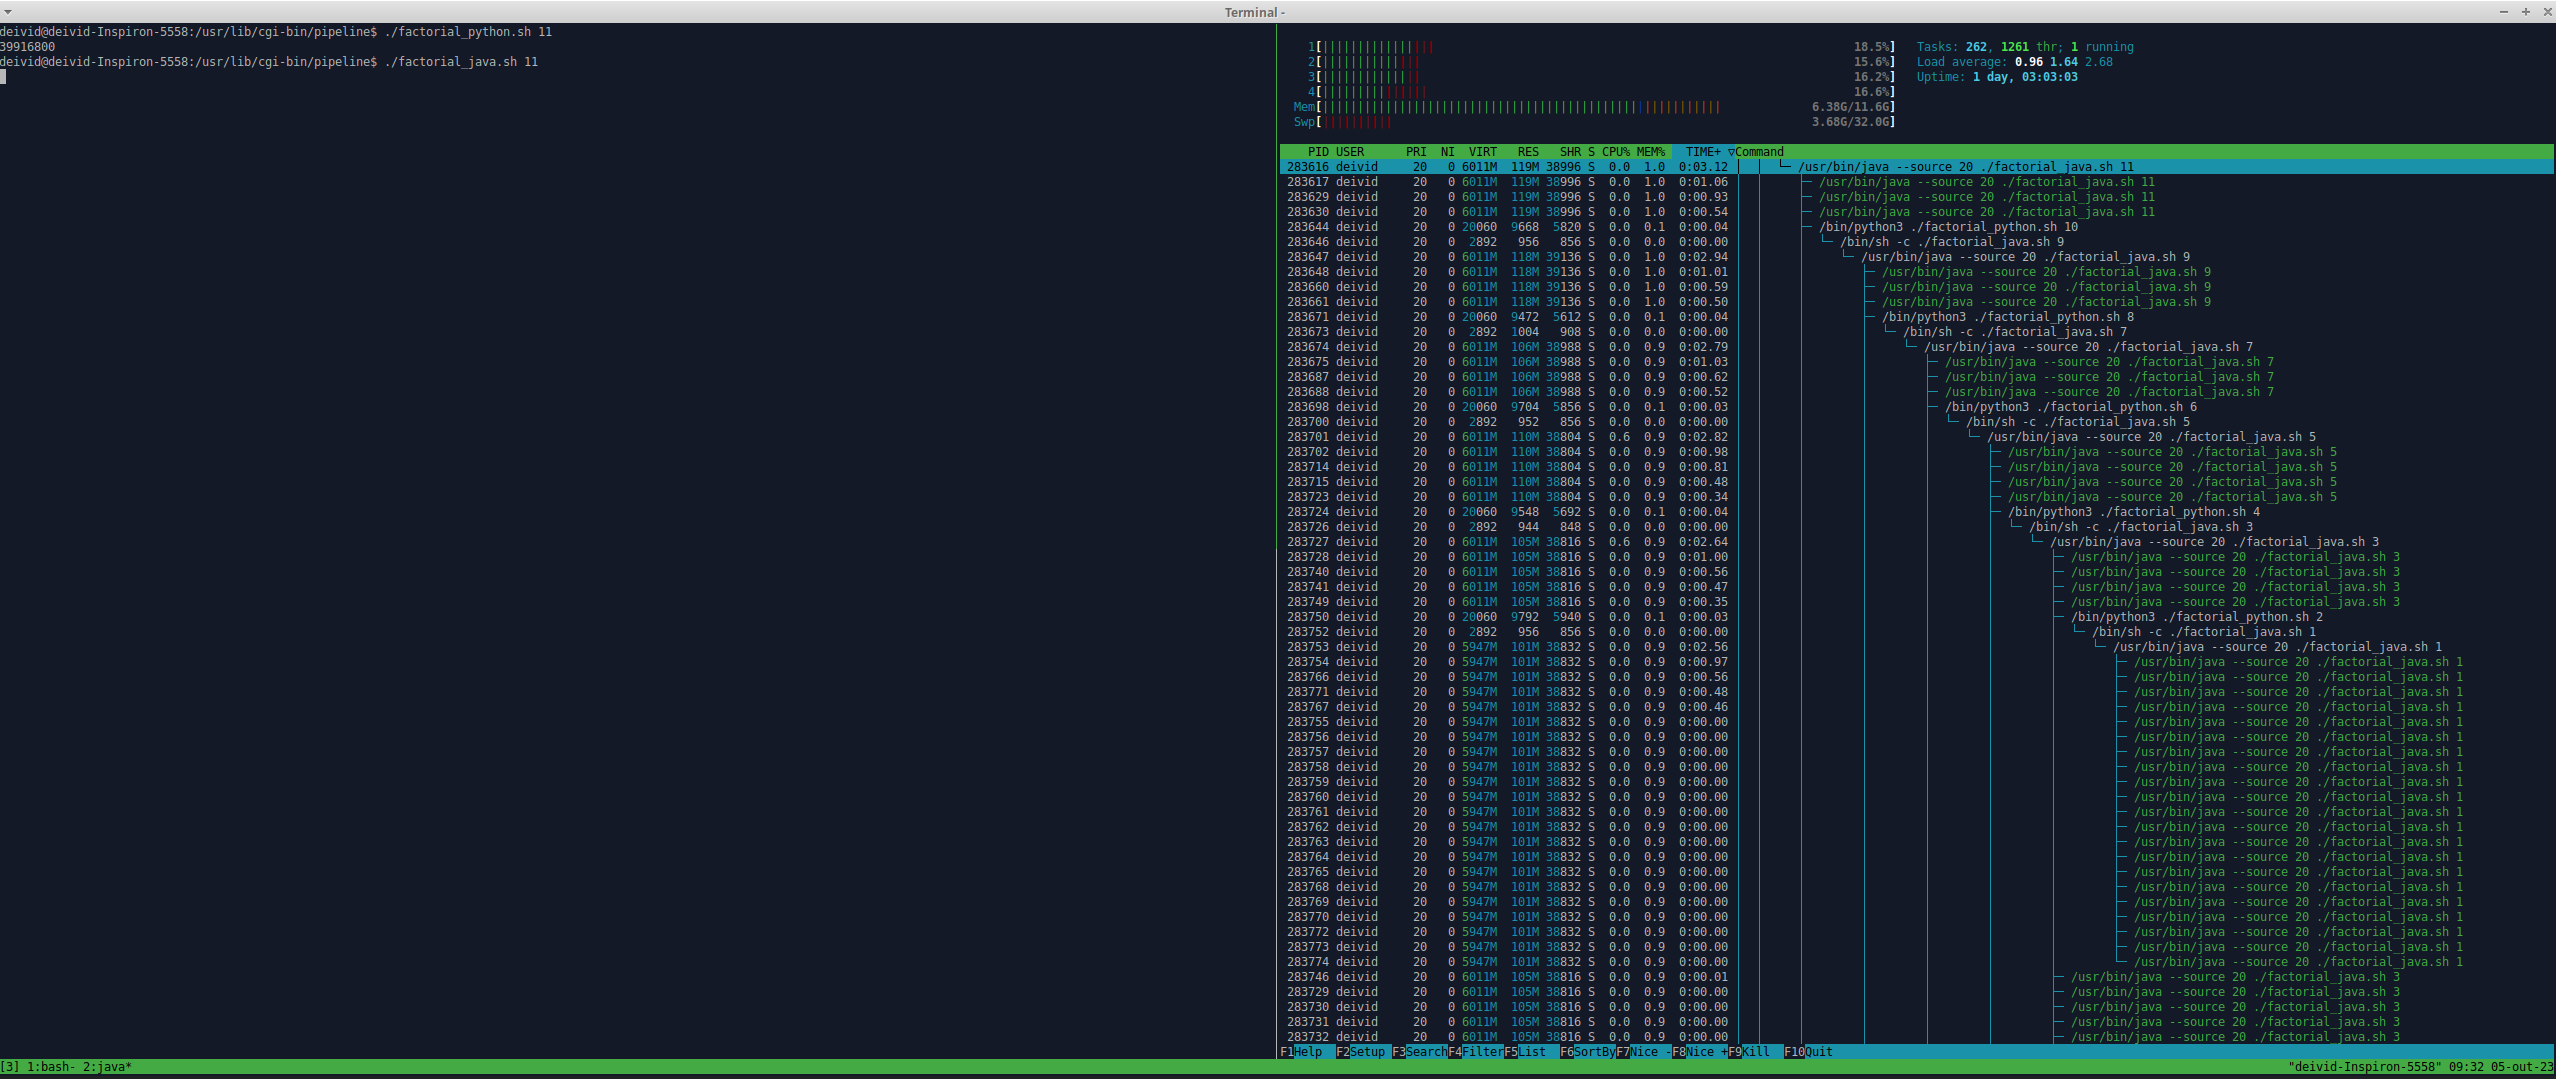 Terminal -
deivid@deivid-Inspiron-5558:/usr/lib/cgi-bin/pipeline$ ./factorial_python.sh 11
39916800
deivid@deivid-Inspiron-5558:/usr/lib/cgi-bin/pipeline$ ./factorial_java.sh 11
1[ 18.5%] Tasks: 262, 1261 thr; 1 running
2[ 15.6%] Load average: 0.96 1.64 2.68
3[ 16.2%] Uptime: 1 day, 03:03:03
4[ 16.6%]
Mem[ 6.38G/11.6G]
Swp[ 3.68G/32.0G]
PID USER PRI NI VIRT RES SHR S CPU% MEM% TIME+ ▽Command
283616 deivid 20 0 6011M 119M 38996 S 0.0 1.0 0:03.12 /usr/bin/java --source 20 ./factorial_java.sh 11
283617 deivid 20 0 6011M 119M 38996 S 0.0 1.0 0:01.06 /usr/bin/java --source 20 ./factorial_java.sh 11
283629 deivid 20 0 6011M 119M 38996 S 0.0 1.0 0:00.93 /usr/bin/java --source 20 ./factorial_java.sh 11
283630 deivid 20 0 6011M 119M 38996 S 0.0 1.0 0:00.54 /usr/bin/java --source 20 ./factorial_java.sh 11
283644 deivid 20 0 20060 9668 5820 S 0.0 0.1 0:00.04 /bin/python3 ./factorial_python.sh 10
283646 deivid 20 0 2892 956 856 S 0.0 0.0 0:00.00 /bin/sh -c ./factorial_java.sh 9
283647 deivid 20 0 6011M 118M 39136 S 0.0 1.0 0:02.94 /usr/bin/java --source 20 ./factorial_java.sh 9
283648 deivid 20 0 6011M 118M 39136 S 0.0 1.0 0:01.01 /usr/bin/java --source 20 ./factorial_java.sh 9
283660 deivid 20 0 6011M 118M 39136 S 0.0 1.0 0:00.59 /usr/bin/java --source 20 ./factorial_java.sh 9
283661 deivid 20 0 6011M 118M 39136 S 0.0 1.0 0:00.50 /usr/bin/java --source 20 ./factorial_java.sh 9
283671 deivid 20 0 20060 9472 5612 S 0.0 0.1 0:00.04 /bin/python3 ./factorial_python.sh 8
283673 deivid 20 0 2892 1004 908 S 0.0 0.0 0:00.00 /bin/sh -c ./factorial_java.sh 7
283674 deivid 20 0 6011M 106M 38988 S 0.0 0.9 0:02.79 /usr/bin/java --source 20 ./factorial_java.sh 7
283675 deivid 20 0 6011M 106M 38988 S 0.0 0.9 0:01.03 /usr/bin/java --source 20 ./factorial_java.sh 7
283687 deivid 20 0 6011M 106M 38988 S 0.0 0.9 0:00.62 /usr/bin/java --source 20 ./factorial_java.sh 7
283688 deivid 20 0 6011M 106M 38988 S 0.0 0.9 0:00.52 /usr/bin/java --source 20 ./factorial_java.sh 7
283698 deivid 20 0 20060 9704 5856 S 0.0 0.1 0:00.03 /bin/python3 ./factorial_python.sh 6
283700 deivid 20 0 2892 952 856 S 0.0 0.0 0:00.00 /bin/sh -c ./factorial_java.sh 5
283701 deivid 20 0 6011M 110M 38804 S 0.6 0.9 0:02.82 /usr/bin/java --source 20 ./factorial_java.sh 5
283702 deivid 20 0 6011M 110M 38804 S 0.0 0.9 0:00.98 /usr/bin/java --source 20 ./factorial_java.sh 5
283714 deivid 20 0 6011M 110M 38804 S 0.0 0.9 0:00.81 /usr/bin/java --source 20 ./factorial_java.sh 5
283715 deivid 20 0 6011M 110M 38804 S 0.0 0.9 0:00.48 /usr/bin/java --source 20 ./factorial_java.sh 5
283723 deivid 20 0 6011M 110M 38804 S 0.0 0.9 0:00.34 /usr/bin/java --source 20 ./factorial_java.sh 5
283724 deivid 20 0 20060 9548 5692 S 0.0 0.1 0:00.04 /bin/python3 ./factorial_python.sh 4
283726 deivid 20 0 2892 944 848 S 0.0 0.0 0:00.00 /bin/sh -c ./factorial_java.sh 3
283727 deivid 20 0 6011M 105M 38816 S 0.6 0.9 0:02.64 /usr/bin/java --source 20 ./factorial_java.sh 3
283728 deivid 20 0 6011M 105M 38816 S 0.0 0.9 0:01.00 /usr/bin/java --source 20 ./factorial_java.sh 3
283740 deivid 20 0 6011M 105M 38816 S 0.0 0.9 0:00.56 /usr/bin/java --source 20 ./factorial_java.sh 3
283741 deivid 20 0 6011M 105M 38816 S 0.0 0.9 0:00.47 /usr/bin/java --source 20 ./factorial_java.sh 3
283749 deivid 20 0 6011M 105M 38816 S 0.0 0.9 0:00.35 /usr/bin/java --source 20 ./factorial_java.sh 3
283750 deivid 20 0 20060 9792 5940 S 0.0 0.1 0:00.03 /bin/python3 ./factorial_python.sh 2
283752 deivid 20 0 2892 956 856 S 0.0 0.0 0:00.00 /bin/sh -c ./factorial_java.sh 1
283753 deivid 20 0 5947M 101M 38832 S 0.0 0.9 0:02.56 /usr/bin/java --source 20 ./factorial_java.sh 1
283754 deivid 20 0 5947M 101M 38832 S 0.0 0.9 0:00.97 /usr/bin/java --source 20 ./factorial_java.sh 1
283766 deivid 20 0 5947M 101M 38832 S 0.0 0.9 0:00.56 /usr/bin/java --source 20 ./factorial_java.sh 1
283771 deivid 20 0 5947M 101M 38832 S 0.0 0.9 0:00.48 /usr/bin/java --source 20 ./factorial_java.sh 1
283767 deivid 20 0 5947M 101M 38832 S 0.0 0.9 0:00.46 /usr/bin/java --source 20 ./factorial_java.sh 1
283755 deivid 20 0 5947M 101M 38832 S 0.0 0.9 0:00.00 /usr/bin/java --source 20 ./factorial_java.sh 1
283756 deivid 20 0 5947M 101M 38832 S 0.0 0.9 0:00.00 /usr/bin/java --source 20 ./factorial_java.sh 1
283757 deivid 20 0 5947M 101M 38832 S 0.0 0.9 0:00.00 /usr/bin/java --source 20 ./factorial_java.sh 1
283758 deivid 20 0 5947M 101M 38832 S 0.0 0.9 0:00.00 /usr/bin/java --source 20 ./factorial_java.sh 1
283759 deivid 20 0 5947M 101M 38832 S 0.0 0.9 0:00.00 /usr/bin/java --source 20 ./factorial_java.sh 1
283760 deivid 20 0 5947M 101M 38832 S 0.0 0.9 0:00.00 /usr/bin/java --source 20 ./factorial_java.sh 1
283761 deivid 20 0 5947M 101M 38832 S 0.0 0.9 0:00.00 /usr/bin/java --source 20 ./factorial_java.sh 1
283762 deivid 20 0 5947M 101M 38832 S 0.0 0.9 0:00.00 /usr/bin/java --source 20 ./factorial_java.sh 1
283763 deivid 20 0 5947M 101M 38832 S 0.0 0.9 0:00.00 /usr/bin/java --source 20 ./factorial_java.sh 1
283764 deivid 20 0 5947M 101M 38832 S 0.0 0.9 0:00.00 /usr/bin/java --source 20 ./factorial_java.sh 1
283765 deivid 20 0 5947M 101M 38832 S 0.0 0.9 0:00.00 /usr/bin/java --source 20 ./factorial_java.sh 1
283768 deivid 20 0 5947M 101M 38832 S 0.0 0.9 0:00.00 /usr/bin/java --source 20 ./factorial_java.sh 1
283769 deivid 20 0 5947M 101M 38832 S 0.0 0.9 0:00.00 /usr/bin/java --source 20 ./factorial_java.sh 1
283770 deivid 20 0 5947M 101M 38832 S 0.0 0.9 0:00.00 /usr/bin/java --source 20 ./factorial_java.sh 1
283772 deivid 20 0 5947M 101M 38832 S 0.0 0.9 0:00.00 /usr/bin/java --source 20 ./factorial_java.sh 1
283773 deivid 20 0 5947M 101M 38832 S 0.0 0.9 0:00.00 /usr/bin/java --source 20 ./factorial_java.sh 1
283774 deivid 20 0 5947M 101M 38832 S 0.0 0.9 0:00.00 /usr/bin/java --source 20 ./factorial_java.sh 1
283746 deivid 20 0 6011M 105M 38816 S 0.0 0.9 0:00.01 /usr/bin/java --source 20 ./factorial_java.sh 3
283729 deivid 20 0 6011M 105M 38816 S 0.0 0.9 0:00.00 /usr/bin/java --source 20 ./factorial_java.sh 3
283730 deivid 20 0 6011M 105M 38816 S 0.0 0.9 0:00.00 /usr/bin/java --source 20 ./factorial_java.sh 3
283731 deivid 20 0 6011M 105M 38816 S 0.0 0.9 0:00.00 /usr/bin/java --source 20 ./factorial_java.sh 3
283732 deivid 20 0 6011M 105M 38816 S 0.0 0.9 0:00.00 /usr/bin/java --source 20 ./factorial_java.sh 3
F1Help F2Setup F3SearchF4FilterF5List F6SortByF7Nice -F8Nice +F9Kill F10Quit
[3] 1:bash- 2:java* "deivid-Inspiron-5558" 09:32 05-out-23